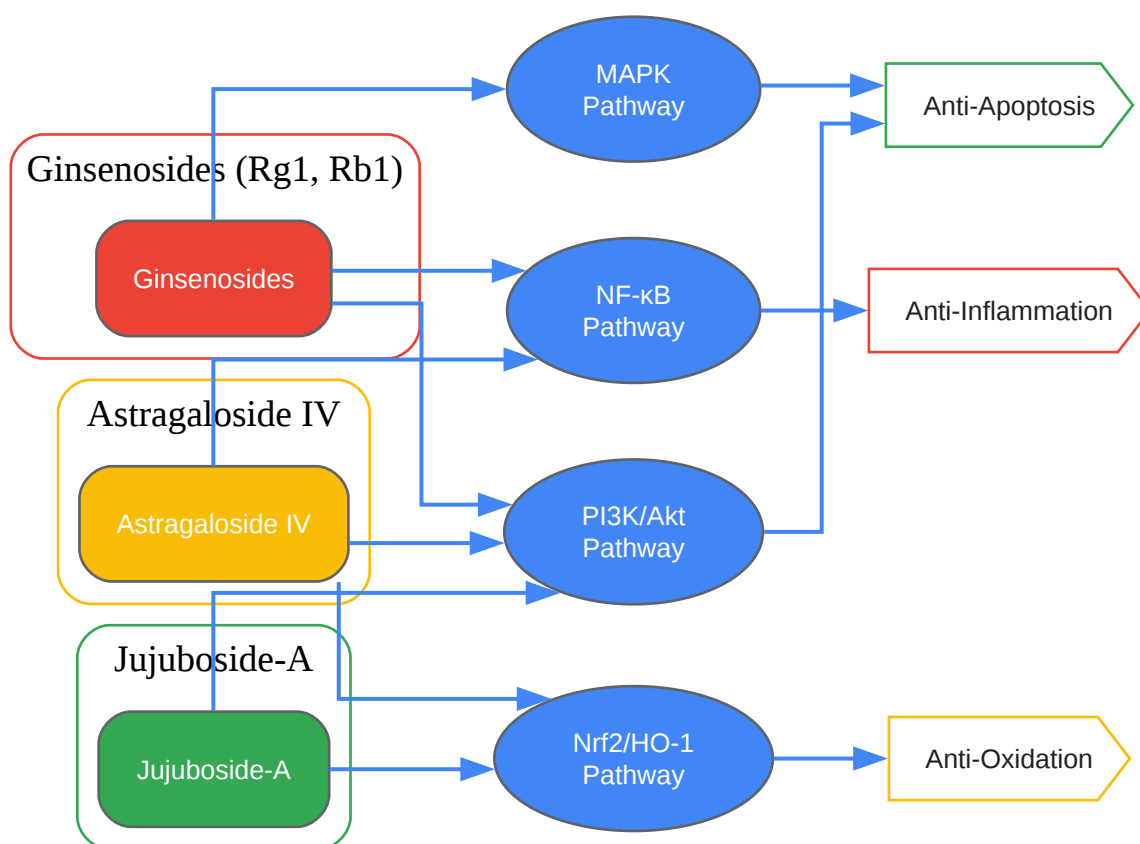 MAPK
Pathway
Anti-Apoptosis
Ginsenosides (Rg1, Rb1)
Ginsenosides
NF-κB
Pathway
Anti-Inflammation
Astragaloside IV
Astragaloside IV
PI3K/Akt
Pathway
Jujuboside-A
Jujuboside-A
Nrf2/HO-1
Pathway
Anti-Oxidation